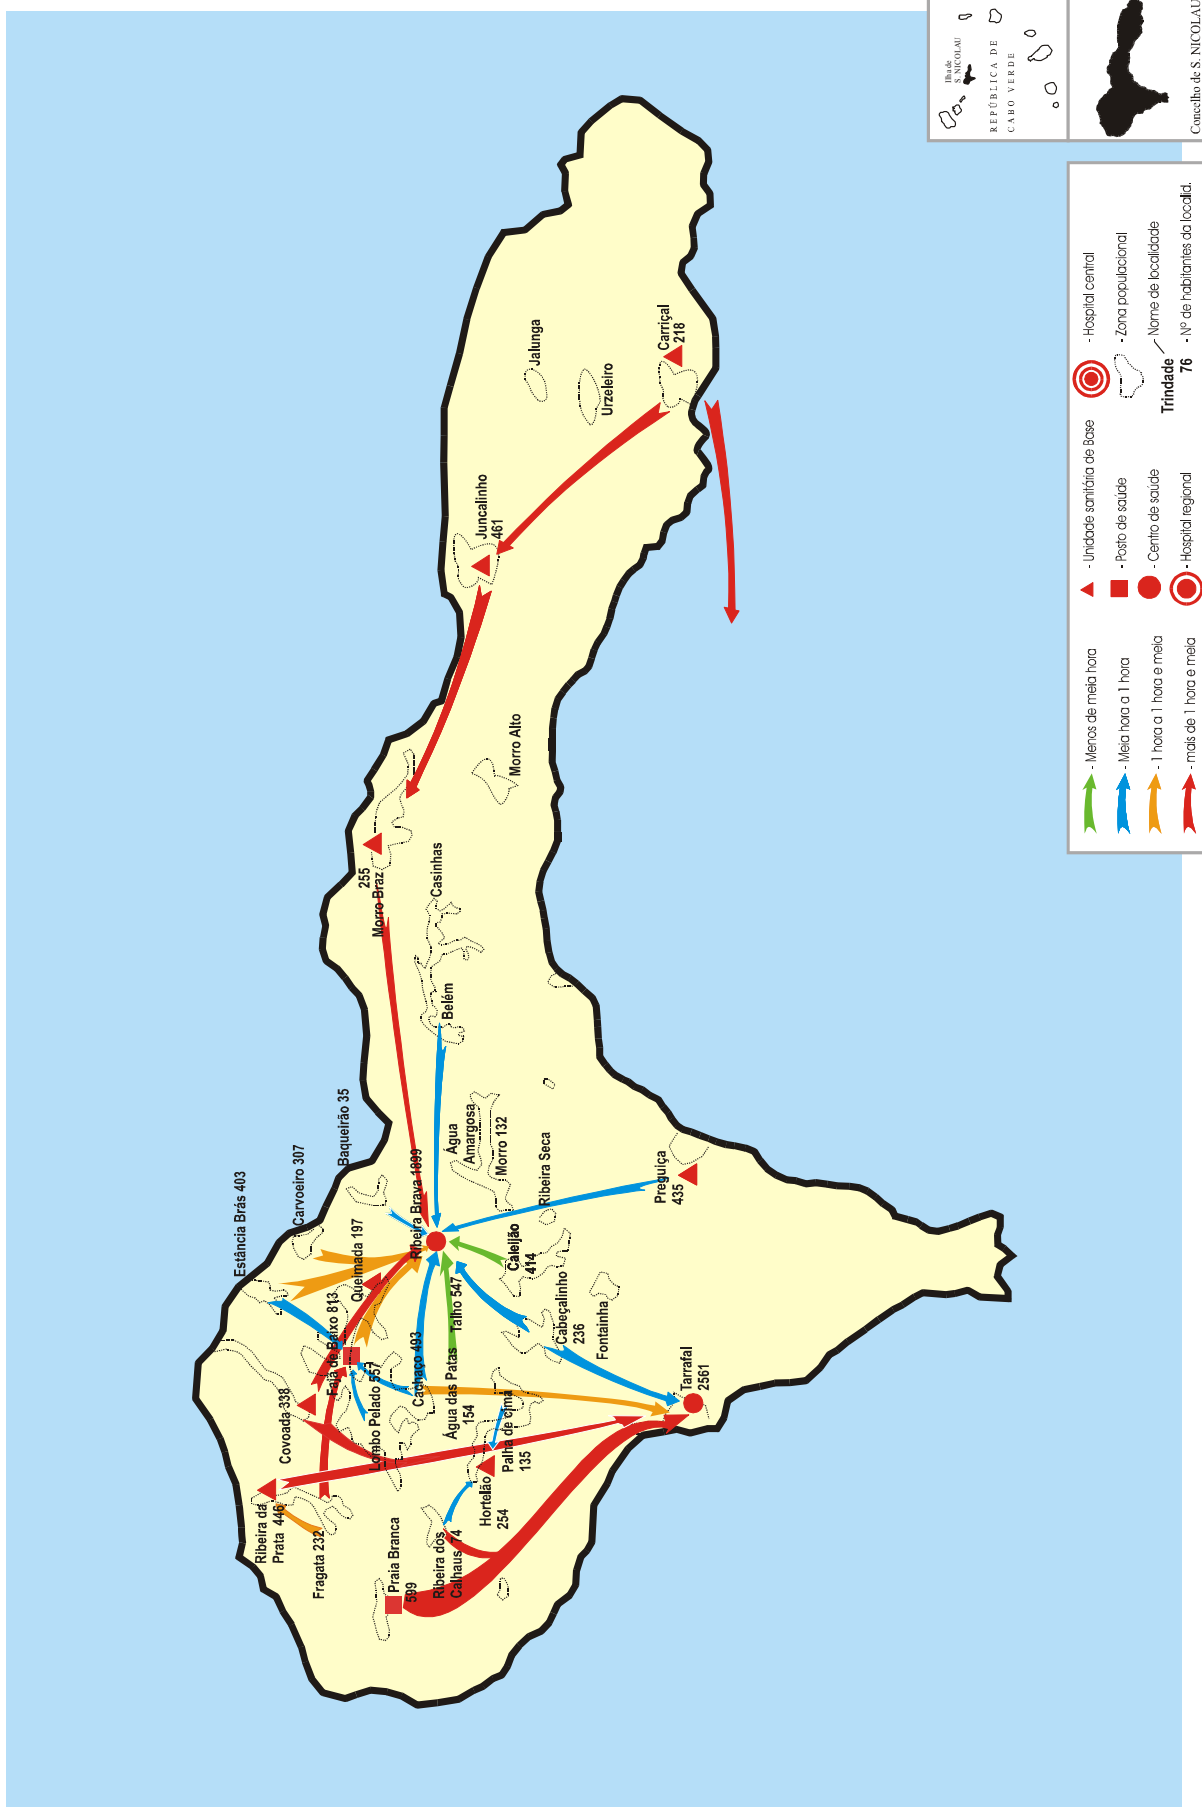 Ilha de
S. NICOLAU
REPÚBLICA DE
CABO VERDE
Concelho de S. NICOLAU
Estância Brás 403
Carvoeiro 307
Baqueirão 35
Queimada 197
Ribeira Brava 1899
Fajã de Baixo 813
Covoada 338
Lombo Pelado 557
Cachaço 493
Talho 547
Água das Patas
154
Ribeira da
Prata 446
Fragata 232
Praia Branca
599
Ribeira dos
Calhaus 74
Hortelão
254
Palha de cima
135
Tarrafal
2561
Cabeçalinho
236
Fontainha
Caleijão
414
Ribeira Seca
Morro 132
Água
Amargosa
Preguiça
435
Belém
Casinhas
255
Morro Braz
Morro Alto
Juncalinho
461
Jalunga
Urzeleiro
Carriçal
218
- Menos de meia hora
- Meia hora a 1 hora
- 1 hora a 1 hora e meia
- mais de 1 hora e meia
- Unidade sanitária de Base
- Posto de saúde
- Centro de saúde
- Hospital regional
- Hospital central
- Zona populacional
Trindade - Nome de localidade
76 - Nº de habitantes da localid.